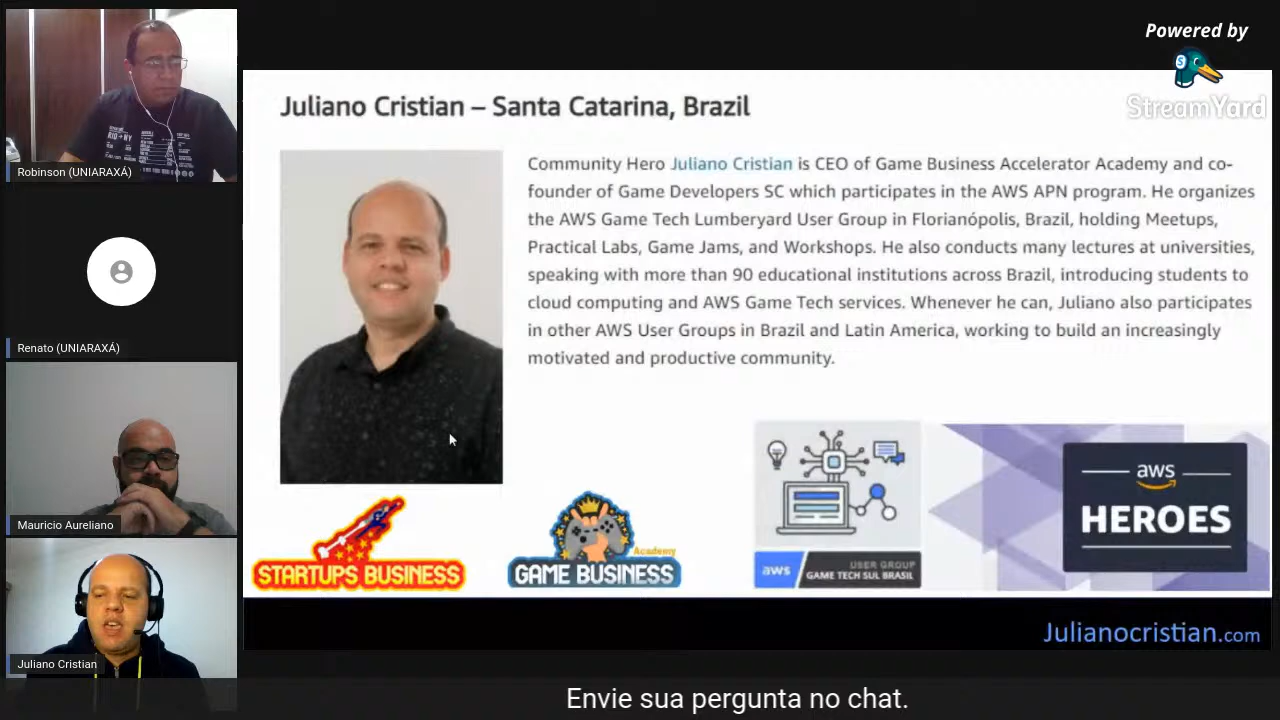 Powered by
StreamYard
Robinson (UNIARAXÁ)
Renato (UNIARAXÁ)
Mauricio Aureliano
Juliano Cristian
Juliano Cristian – Santa Catarina, Brazil
Community Hero Juliano Cristian is CEO of Game Business Accelerator Academy and co-
founder of Game Developers SC which participates in the AWS APN program. He organizes
the AWS Game Tech Lumberyard User Group in Florianópolis, Brazil, holding Meetups,
Practical Labs, Game Jams, and Workshops. He also conducts many lectures at universities,
speaking with more than 90 educational institutions across Brazil, introducing students to
cloud computing and AWS Game Tech services. Whenever he can, Juliano also participates
in other AWS User Groups in Brazil and Latin America, working to build an increasingly
motivated and productive community.
STARTUPS BUSINESS
Academy
GAME BUSINESS
aws
USER GROUP
GAME TECH SUL BRASIL
aws
HEROES
Julianocristian.com
Envie sua pergunta no chat.